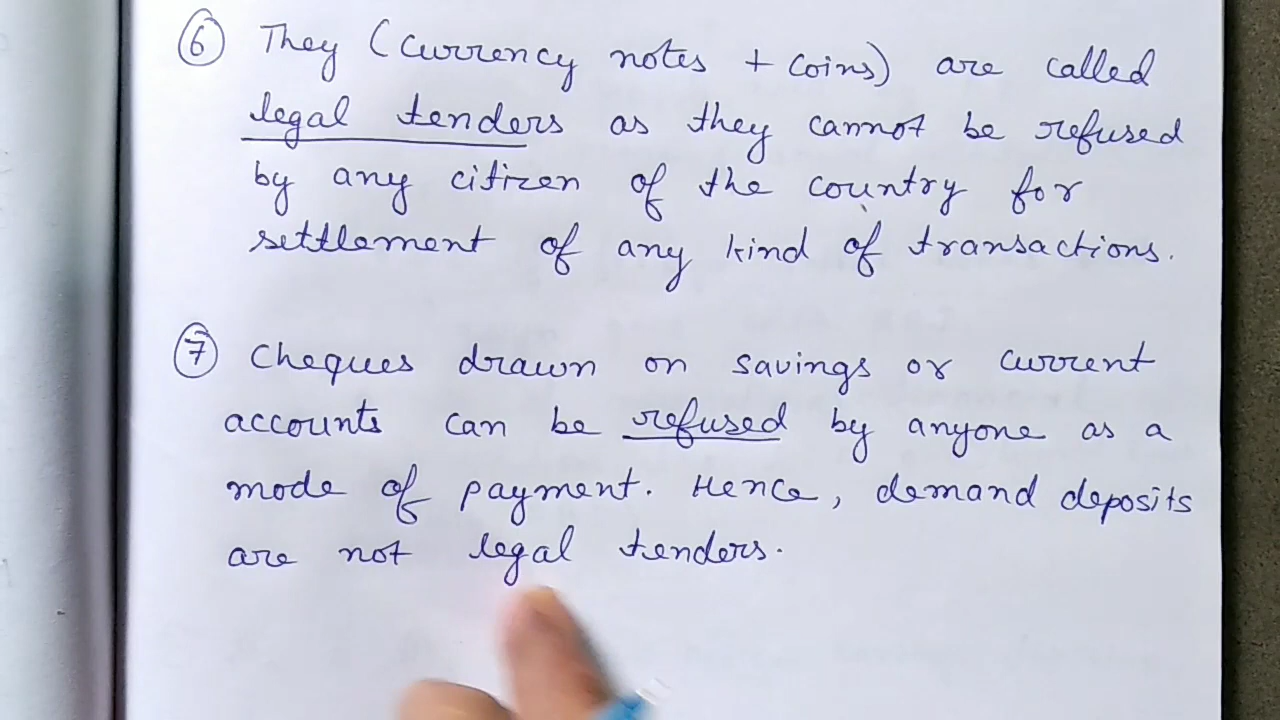 ⑥ They (Currency notes + Coins) are called
legal tenders as they cannot be refused
by any citizen of the country for
settlement of any kind of transactions.
⑦ Cheques drawn on savings or current
accounts can be refused by anyone as a
mode of payment. Hence, demand deposits
are not legal tenders.